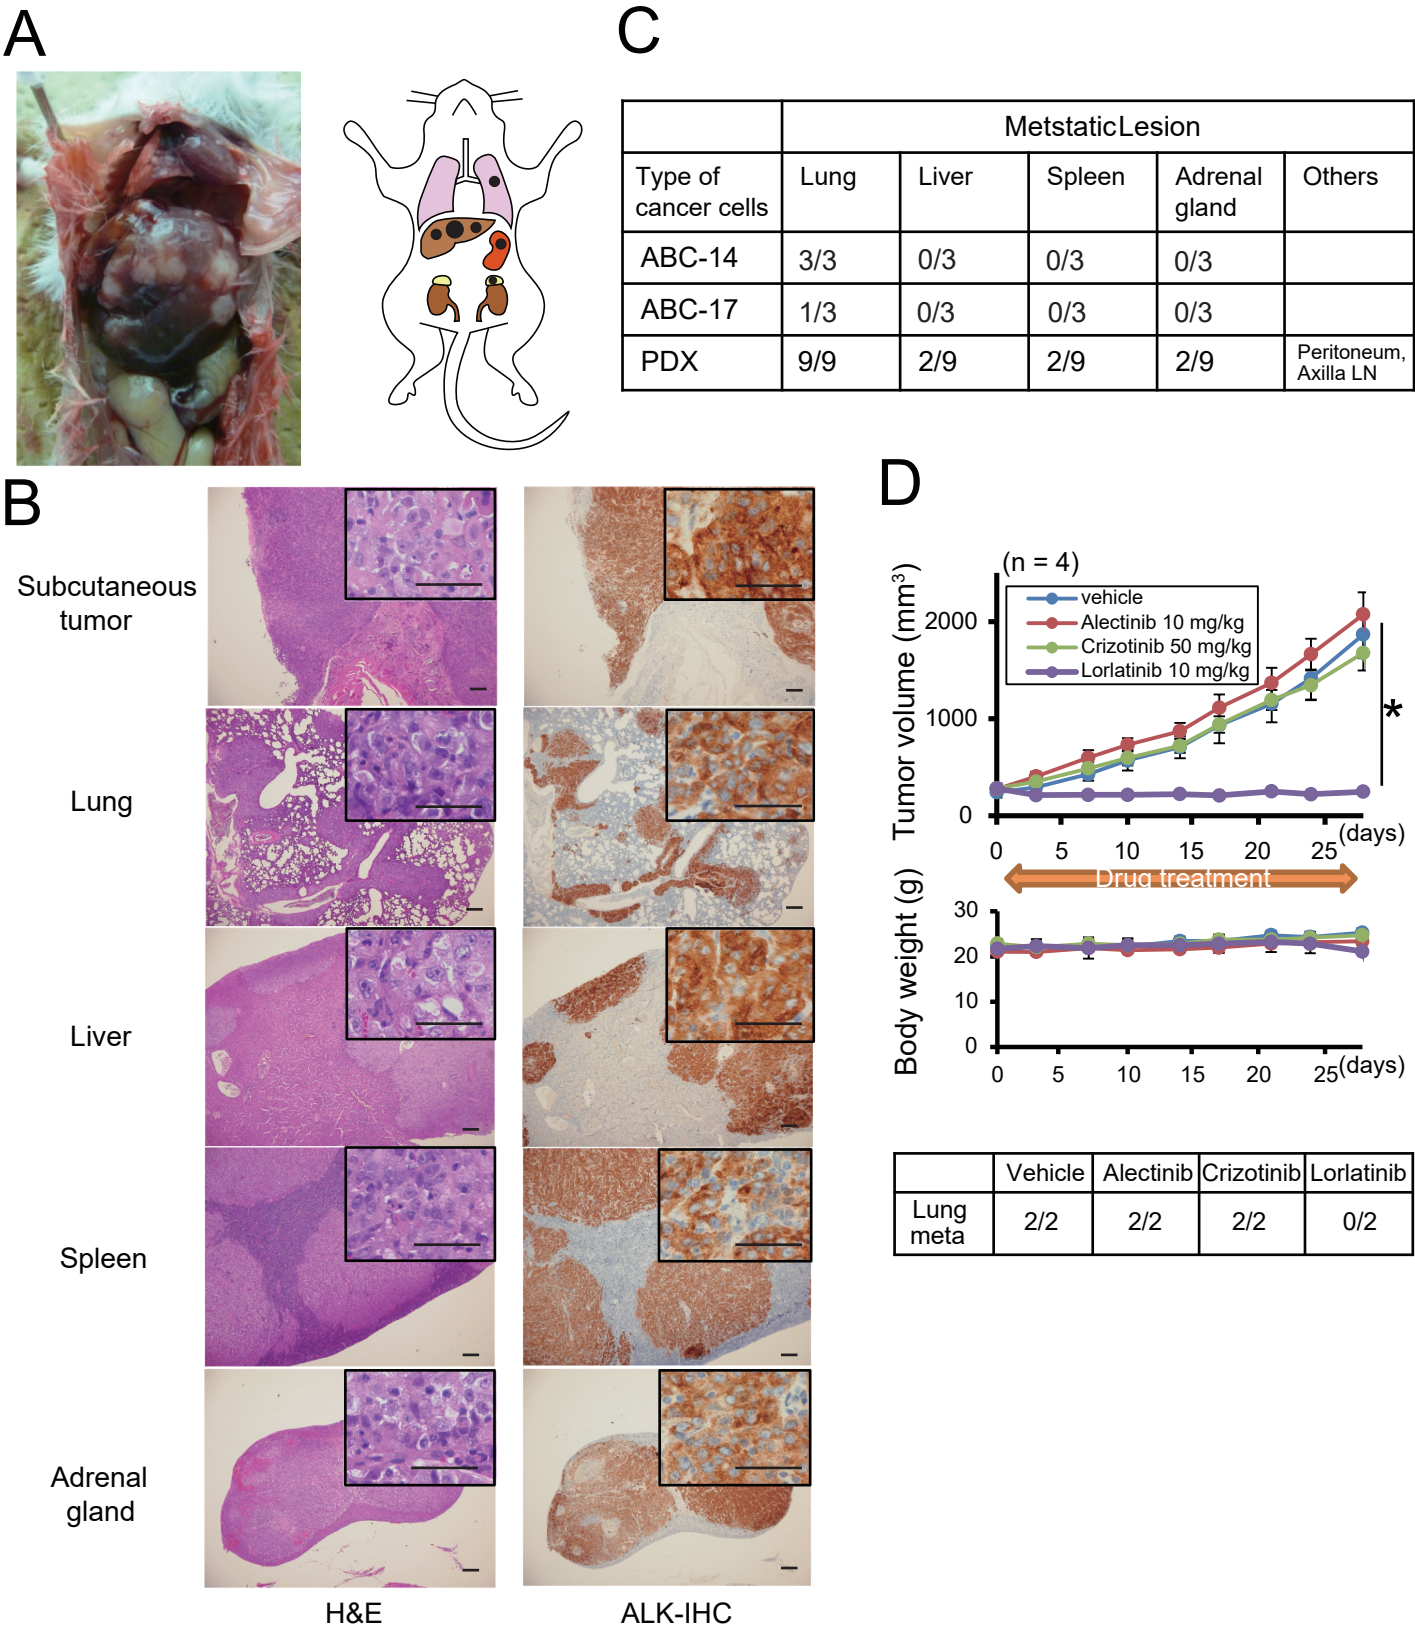 A
C
MetstaticLesion
Type of
cancer cells
Lung
Liver
Spleen
Adrenal
gland
Others
ABC-14
3/3
0/3
0/3
0/3
ABC-17
1/3
0/3
0/3
0/3
PDX
9/9
2/9
2/9
2/9
Peritoneum,
Axilla LN
B
Subcutaneous
tumor
Lung
Liver
Spleen
Adrenal
gland
H&E
ALK-IHC
D
(n = 4)
vehicle
Alectinib 10 mg/kg
Crizotinib 50 mg/kg
Lorlatinib 10 mg/kg
Tumor volume (mm³)
2000
1000
0
*
0 5 10 15 20 25 (days)
Drug treatment
Body weight (g)
30
20
10
0
0 5 10 15 20 25 (days)
Vehicle
Alectinib
Crizotinib
Lorlatinib
Lung
meta
2/2
2/2
2/2
0/2